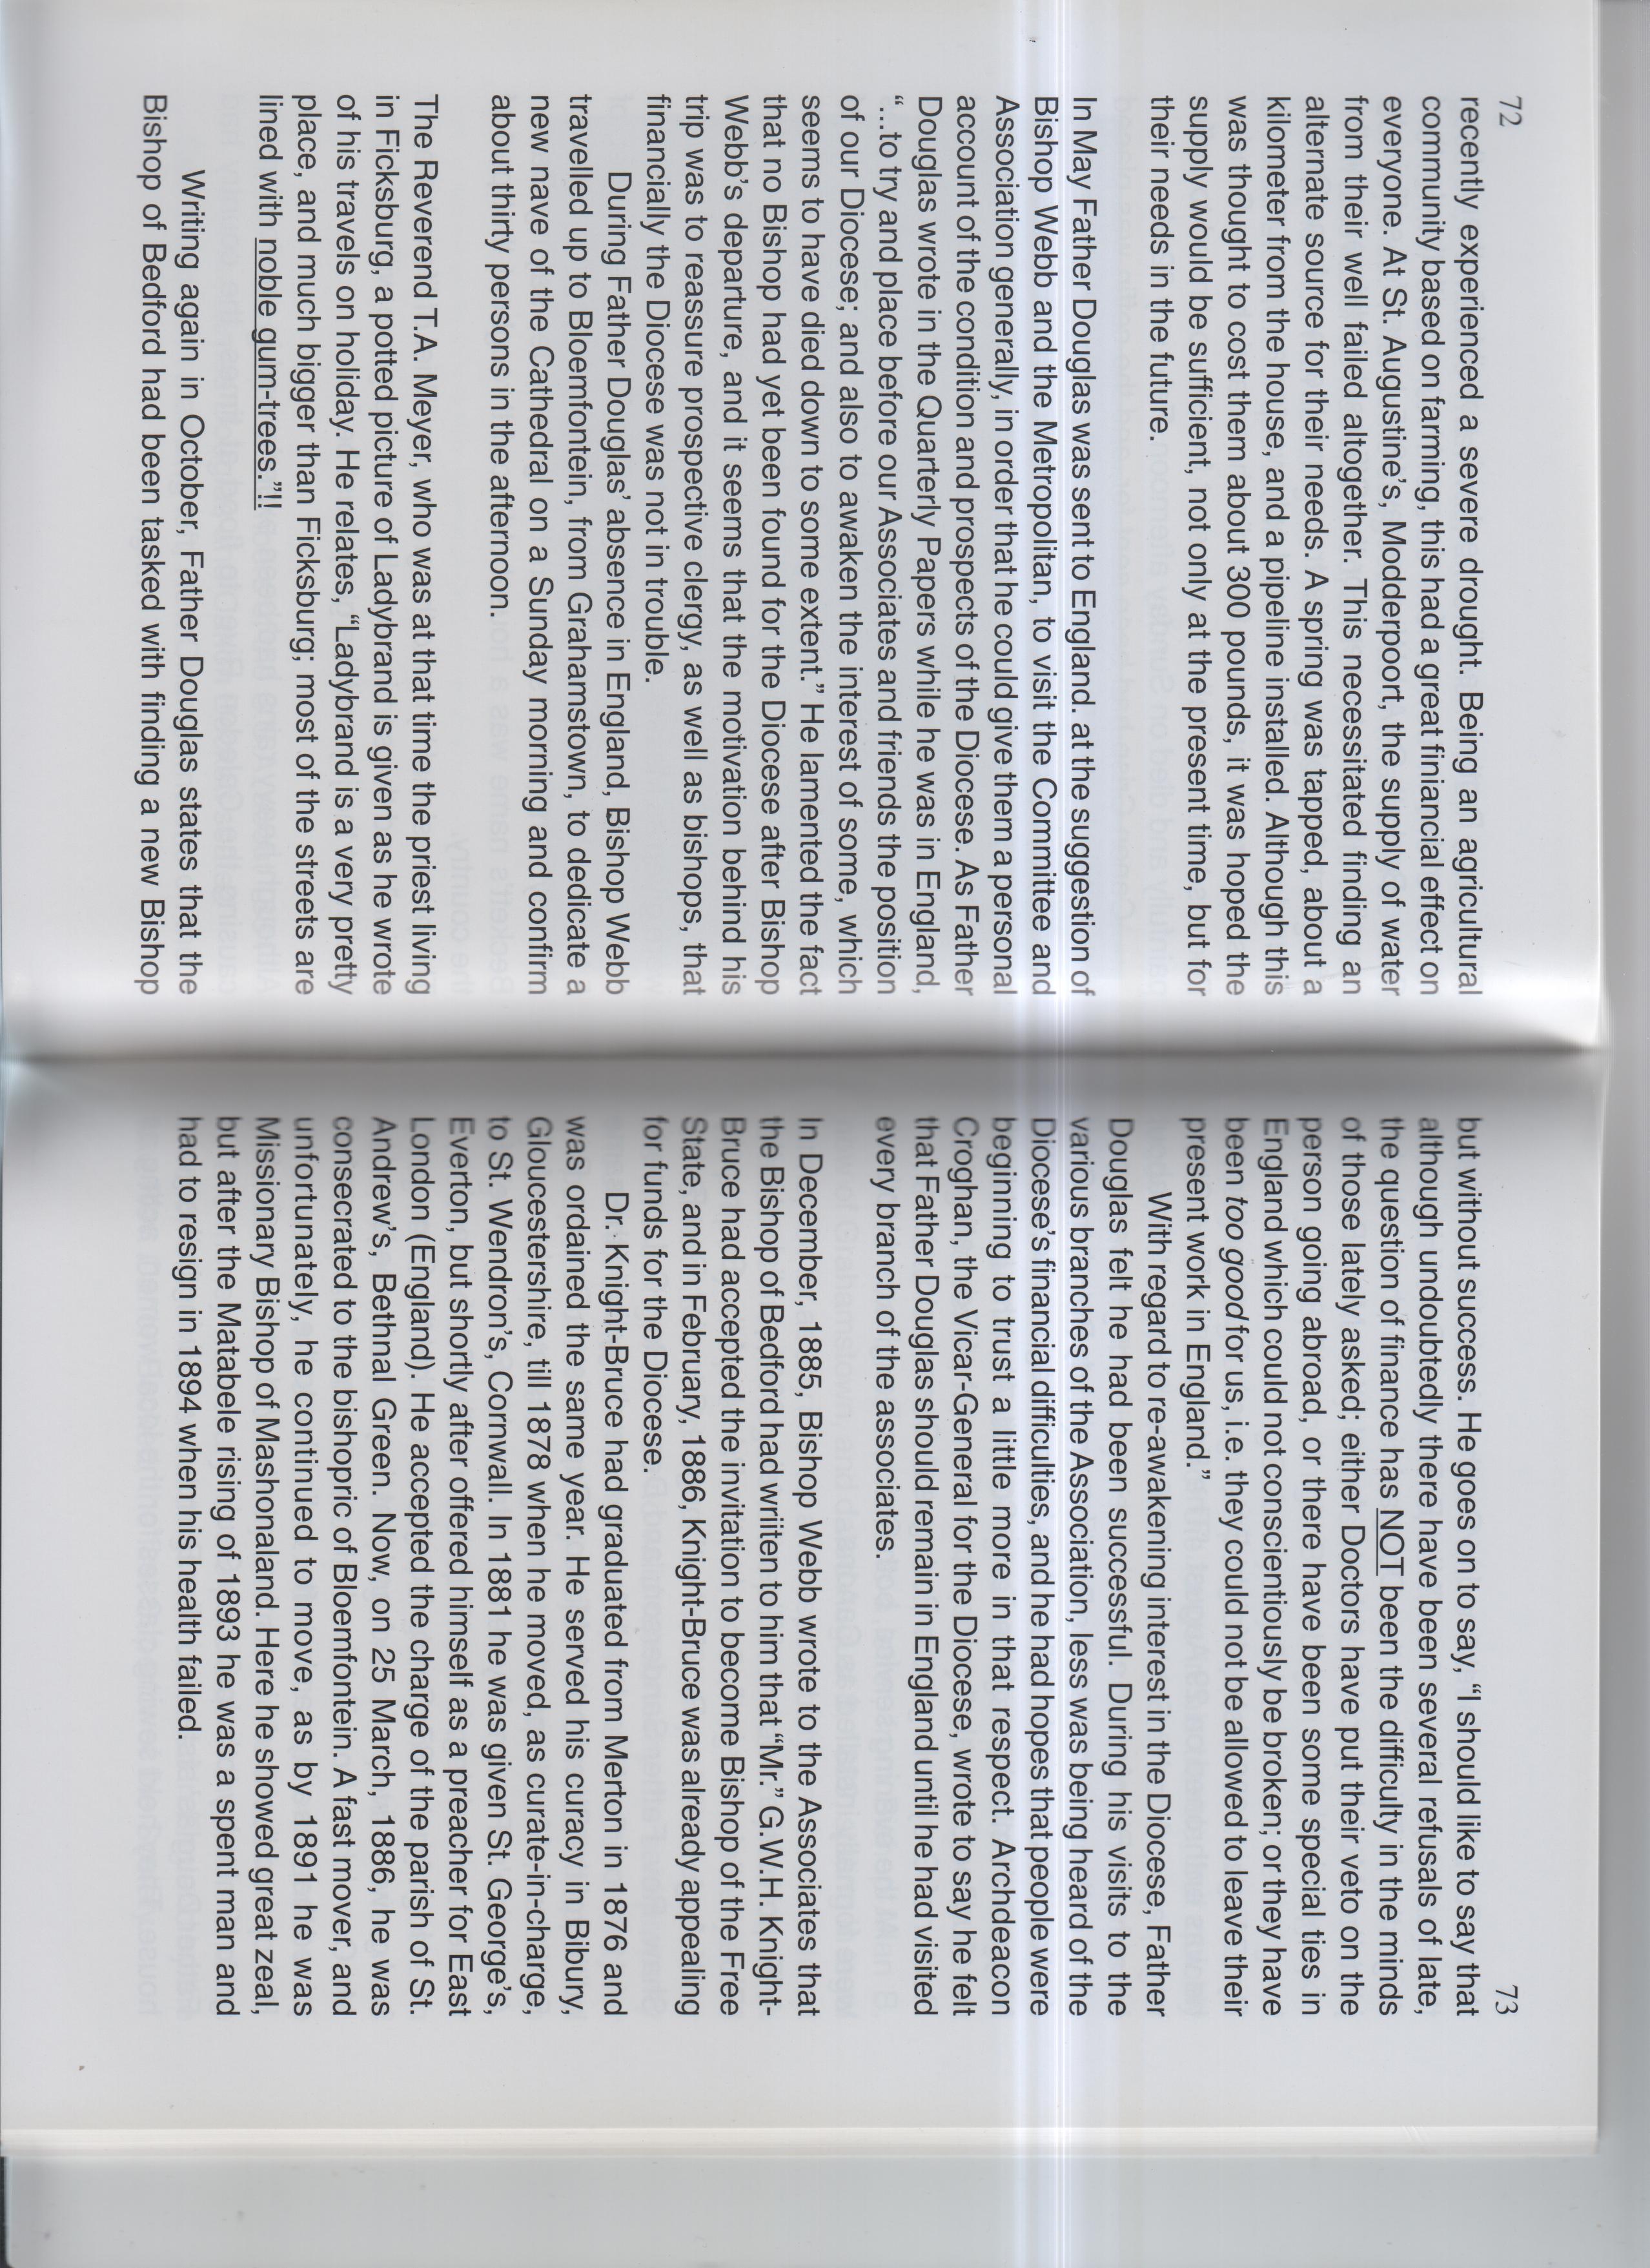 72
recently experienced a severe drought. Being an agricultural
community based on farming, this had a great finiancial effect on
everyone. At St. Augustine's, Modderpoort, the supply of water
from their well failed altogether. This necessitated finding an
alternate source for their needs. A spring was tapped, about a
kilometer from the house, and a pipeline installed. Although this
was thought to cost them about 300 pounds, it was hoped the
supply would be sufficient, not only at the present time, but for
their needs in the future.
In May Father Douglas was sent to England. at the suggestion of
Bishop Webb and the Metropolitan, to visit the Committee and
Association generally, in order that he could give them a personal
account of the condition and prospects of the Diocese. As Father
Douglas wrote in the Quarterly Papers while he was in England,
“ ...to try and place before our Associates and friends the position
of our Diocese; and also to awaken the interest of some, which
seems to have died down to some extent.” He lamented the fact
that no Bishop had yet been found for the Diocese after Bishop
Webb's departure, and it seems that the motivation behind his
trip was to reassure prospective clergy, as well as bishops, that
financially the Diocese was not in trouble.
During Father Douglas' absence in England, Bishop Webb
travelled up to Bloemfontein, from Grahamstown, to dedicate a
new nave of the Cathedral on a Sunday morning and confirm
about thirty persons in the afternoon.
The Reverend T.A. Meyer, who was at that time the priest living
in Ficksburg, a potted picture of Ladybrand is given as he wrote
of his travels on holiday. He relates, “Ladybrand is a very pretty
place, and much bigger than Ficksburg; most of the streets are
lined with noble gum-trees.”!!
Writing again in October, Father Douglas states that the
Bishop of Bedford had been tasked with finding a new Bishop
73
but without success. He goes on to say, “I should like to say that
although undoubtedly there have been several refusals of late,
the question of finance has NOT been the difficulty in the minds
of those lately asked; either Doctors have put their veto on the
person going abroad, or there have been some special ties in
England which could not conscientiously be broken; or they have
been too good for us, i.e. they could not be allowed to leave their
present work in England.”
With regard to re-awakening interest in the Diocese, Father
Douglas felt he had been successful. During his visits to the
various branches of the Association, less was being heard of the
Diocese's financial difficulties, and he had hopes that people were
beginning to trust a little more in that respect. Archdeacon
Croghan, the Vicar-General for the Diocese, wrote to say he felt
that Father Douglas should remain in England until he had visited
every branch of the associates.
In December, 1885, Bishop Webb wrote to the Associates that
the Bishop of Bedford had wriiten to him that “Mr.” G.W.H. Knight-
Bruce had accepted the invitation to become Bishop of the Free
State, and in February, 1886, Knight-Bruce was already appealing
for funds for the Diocese.
Dr. Knight-Bruce had graduated from Merton in 1876 and
was ordained the same year. He served his curacy in Bibury,
Gloucestershire, till 1878 when he moved, as curate-in-charge,
to St. Wendron's, Cornwall. In 1881 he was given St. George's,
Everton, but shortly after offered himself as a preacher for East
London (England). He accepted the charge of the parish of St.
Andrew's, Bethnal Green. Now, on 25 March, 1886, he was
consecrated to the bishopric of Bloemfontein. A fast mover, and
unfortunately, he continued to move, as by 1891 he was
Missionary Bishop of Mashonaland. Here he showed great zeal,
but after the Matabele rising of 1893 he was a spent man and
had to resign in 1894 when his health failed.